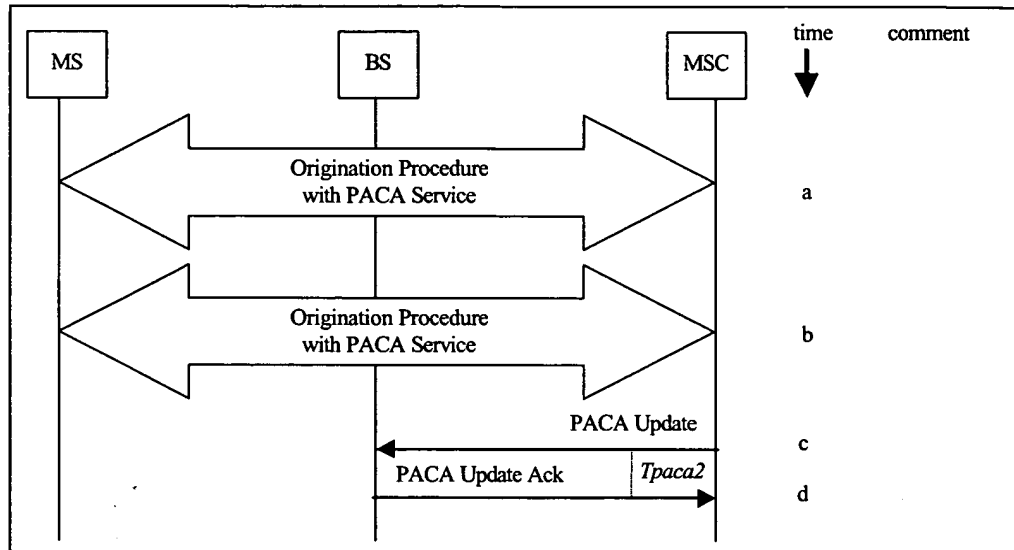 time comment
MS BS MSC
Origination Procedure
with PACA Service
a
Origination Procedure
with PACA Service
b
PACA Update
c
PACA Update Ack Tpaca2
d